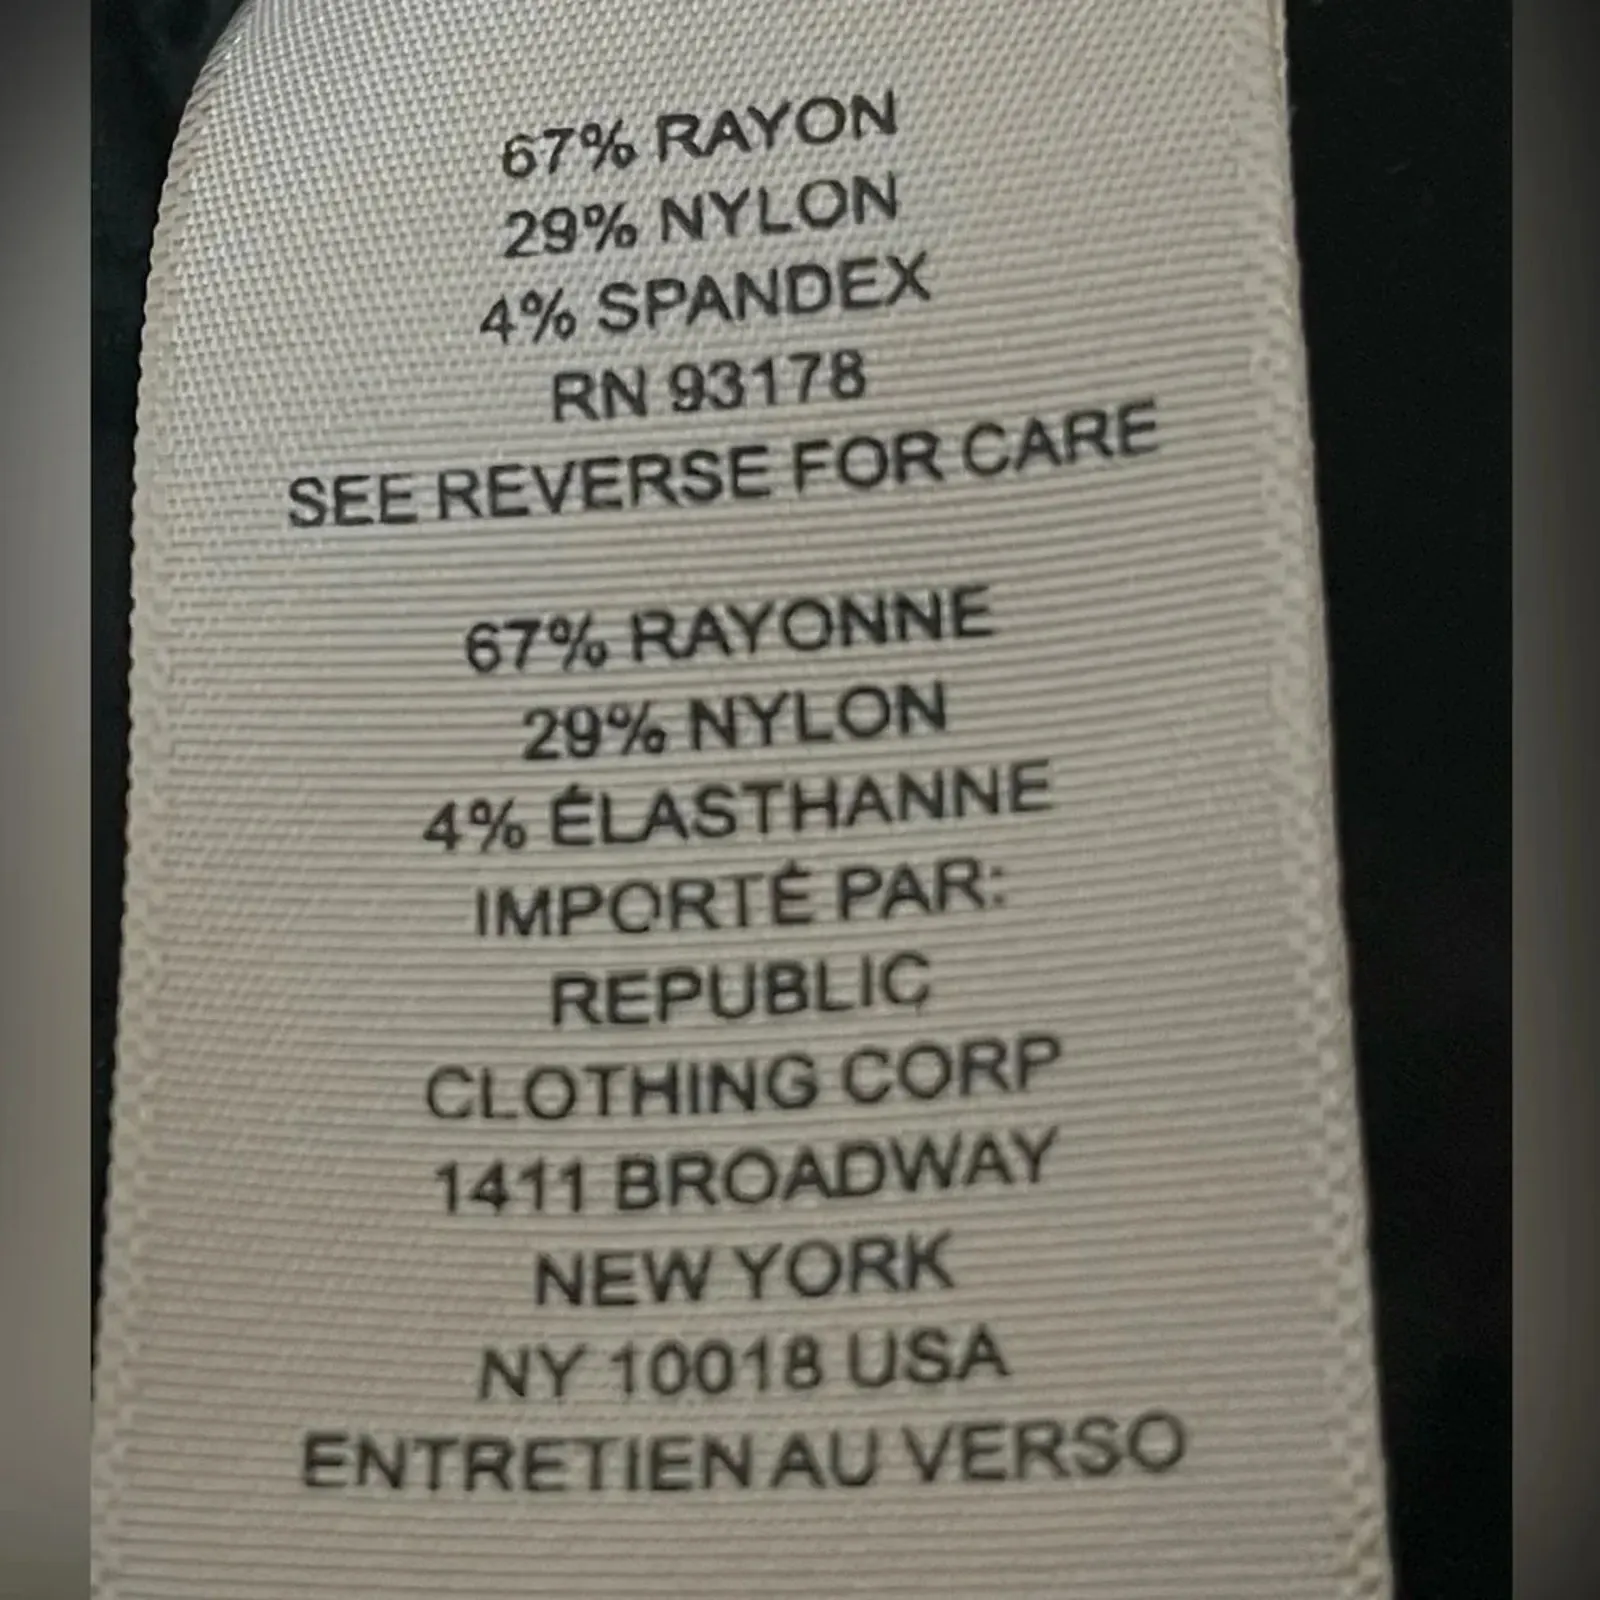 67% RAYON
29% NYLON
4% SPANDEX
RN 93178
SEE REVERSE FOR CARE
67% RAYONNE
29% NYLON
4% ÉLASTHANNE
IMPORTÉ PAR:
REPUBLIC
CLOTHING CORP
1411 BROADWAY
NEW YORK
NY 10018 USA
ENTRETIEN AU VERSO